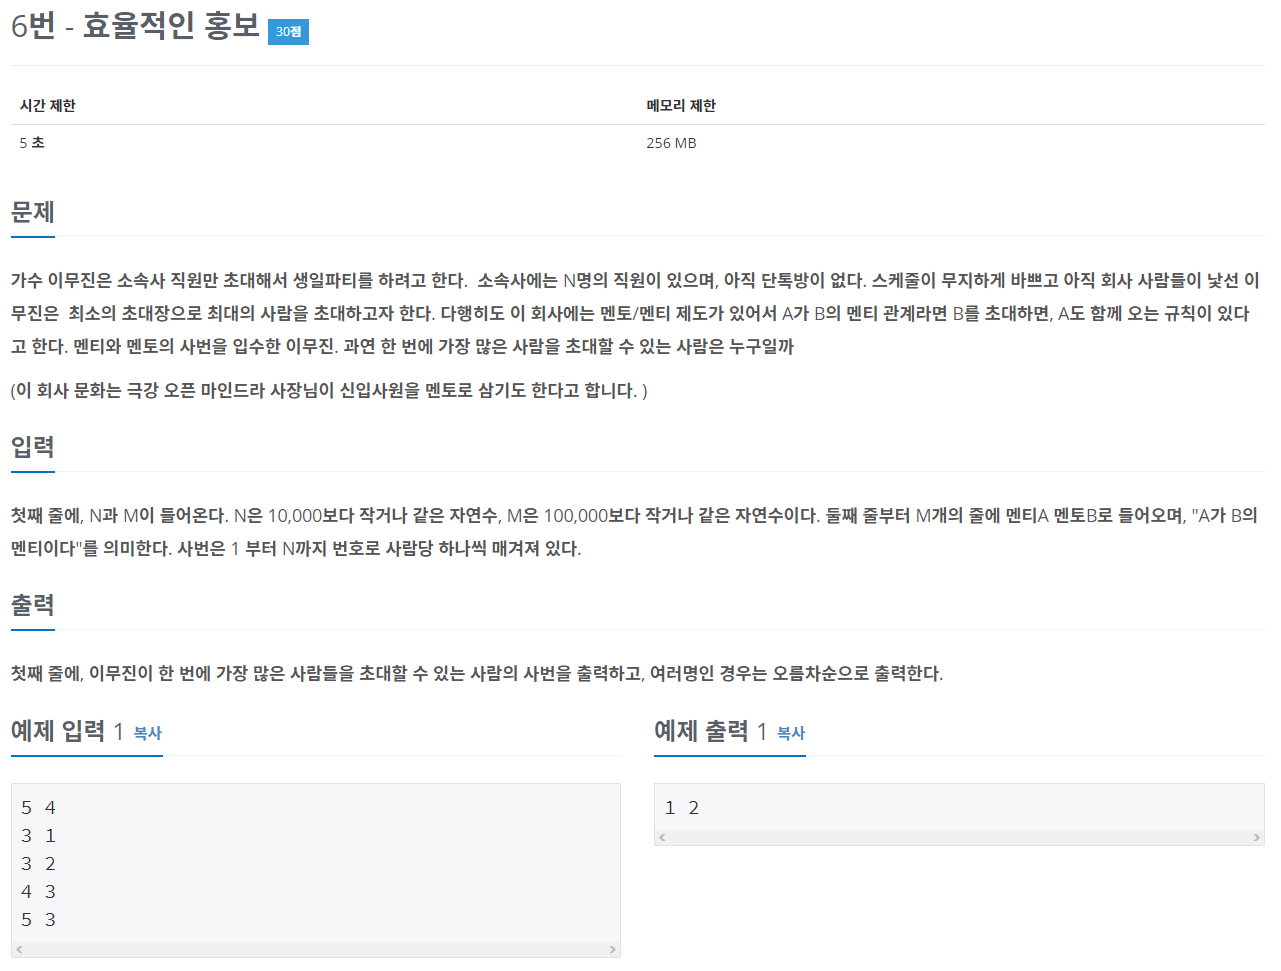 6번 - 효율적인 홍보 30점
시간 제한 메모리 제한
5 초 256 MB
문제
가수 이무진은 소속사 직원만 초대해서 생일파티를 하려고 한다.  소속사에는 N명의 직원이 있으며, 아직 단톡방이 없다. 스케줄이 무지하게 바쁘고 아직 회사 사람들이 낯선 이
무진은  최소의 초대장으로 최대의 사람을 초대하고자 한다. 다행히도 이 회사에는 멘토/멘티 제도가 있어서 A가 B의 멘티 관계라면 B를 초대하면, A도 함께 오는 규칙이 있다
고 한다. 멘티와 멘토의 사번을 입수한 이무진. 과연 한 번에 가장 많은 사람을 초대할 수 있는 사람은 누구일까
(이 회사 문화는 극강 오픈 마인드라 사장님이 신입사원을 멘토로 삼기도 한다고 합니다. )
입력
첫째 줄에, N과 M이 들어온다. N은 10,000보다 작거나 같은 자연수, M은 100,000보다 작거나 같은 자연수이다. 둘째 줄부터 M개의 줄에 멘티A 멘토B로 들어오며, "A가 B의
멘티이다"를 의미한다. 사번은 1 부터 N까지 번호로 사람당 하나씩 매겨져 있다.
출력
첫째 줄에, 이무진이 한 번에 가장 많은 사람들을 초대할 수 있는 사람의 사번을 출력하고, 여러명인 경우는 오름차순으로 출력한다.
예제 입력 1 복사
5 4
3 1
3 2
4 3
5 3
예제 출력 1 복사
1 2